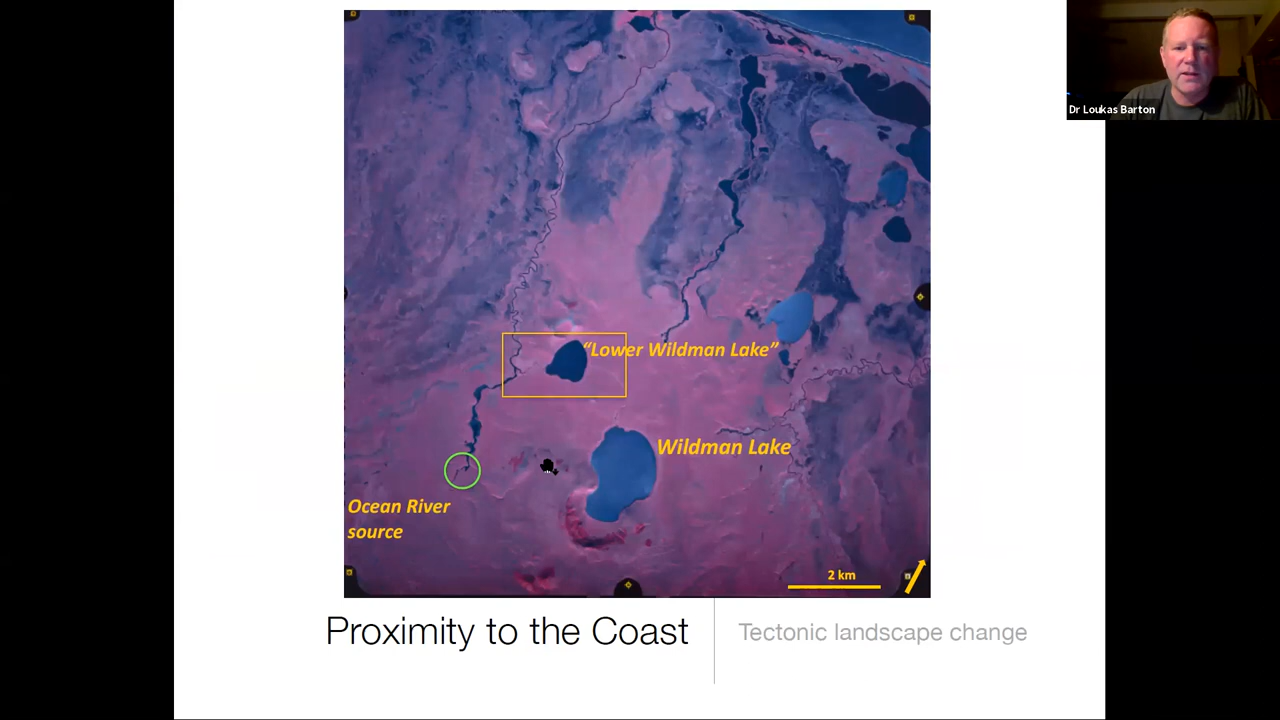 Dr Loukas Barton
“Lower Wildman Lake”
Wildman Lake
Ocean River
source
2 km
Proximity to the Coast
Tectonic landscape change